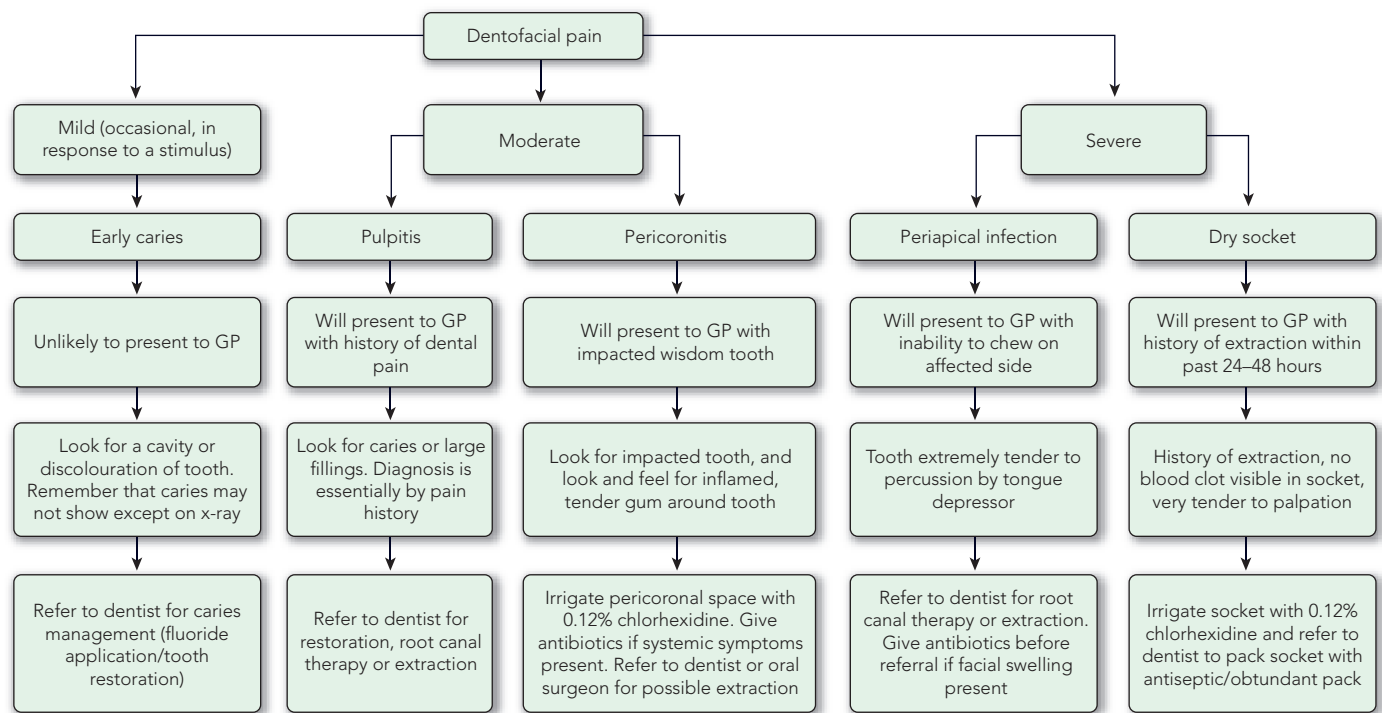 Dentofacial pain
Mild (occasional, in
response to a stimulus)
Moderate
Severe
Early caries
Pulpitis
Pericoronitis
Periapical infection
Dry socket
Unlikely to present to GP
Will present to GP
with history of dental
pain
Will present to GP with
impacted wisdom tooth
Will present to GP with
inability to chew on
affected side
Will present to GP with
history of extraction within
past 24–48 hours
Look for a cavity or
discolouration of tooth.
Remember that caries may
not show except on x-ray
Look for caries or large
fillings. Diagnosis is
essentially by pain
history
Look for impacted tooth, and
look and feel for inflamed,
tender gum around tooth
Tooth extremely tender to
percussion by tongue
depressor
History of extraction, no
blood clot visible in socket,
very tender to palpation
Refer to dentist for caries
management (fluoride
application/tooth
restoration)
Refer to dentist for
restoration, root canal
therapy or extraction
Irrigate pericoronal space with
0.12% chlorhexidine. Give
antibiotics if systemic symptoms
present. Refer to dentist or oral
surgeon for possible extraction
Refer to dentist for root
canal therapy or extraction.
Give antibiotics before
referral if facial swelling
present
Irrigate socket with 0.12%
chlorhexidine and refer to
dentist to pack socket with
antiseptic/obtundant pack